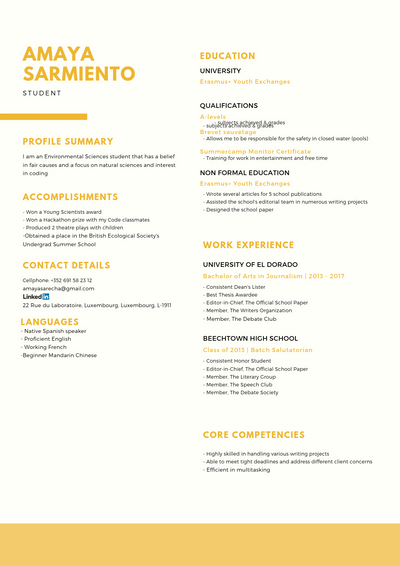 AMAYA
SARMIENTO
STUDENT
PROFILE SUMMARY
I am an Environmental Sciences student that has a belief
in fair causes and a focus on natural sciences and interest
in coding
ACCOMPLISHMENTS
- Won a Young Scientists award
- Won a Hackathon prize with my Code classmates
- Produced 2 theatre plays with children
-Obtained a place in the British Ecological Society's
Undergrad Summer School
CONTACT DETAILS
Cellphone: +352 691 58 23 12
amayasarecha@gmail.com
Linked in
22 Rue du Laboratoire, Luxembourg, Luxembourg, L-1911
LANGUAGES
- Native Spanish speaker
- Proficient English
- Working French
-Beginner Mandarin Chinese
EDUCATION
UNIVERSITY
Erasmus+ Youth Exchanges
QUALIFICATIONS
A-levels
- subjects achieved & grades
- subjects achieved & grades
Brevet sauvetage
- Allows me to be responsible for the safety in closed water (pools)
Summercamp Monitor Certificate
- Training for work in entertainment and free time
NON FORMAL EDUCATION
Erasmus+ Youth Exchanges
- Wrote several articles for 5 school publications
- Assisted the school's editorial team in numerous writing projects
- Designed the school paper
WORK EXPERIENCE
UNIVERSITY OF EL DORADO
Bachelor of Arts in Journalism | 2013 - 2017
- Consistent Dean's Lister
- Best Thesis Awardee
- Editor-in-Chief, The Official School Paper
- Member, The Writers Organization
- Member, The Debate Club
BEECHTOWN HIGH SCHOOL
Class of 2013 | Batch Salutatorian
- Consistent Honor Student
- Editor-in-Chief, The Official School Paper
- Member, The Literary Group
- Member, The Speech Club
- Member, The Debate Society
CORE COMPETENCIES
- Highly skilled in handling various writing projects
- Able to meet tight deadlines and address different client concerns
- Efficient in multitasking